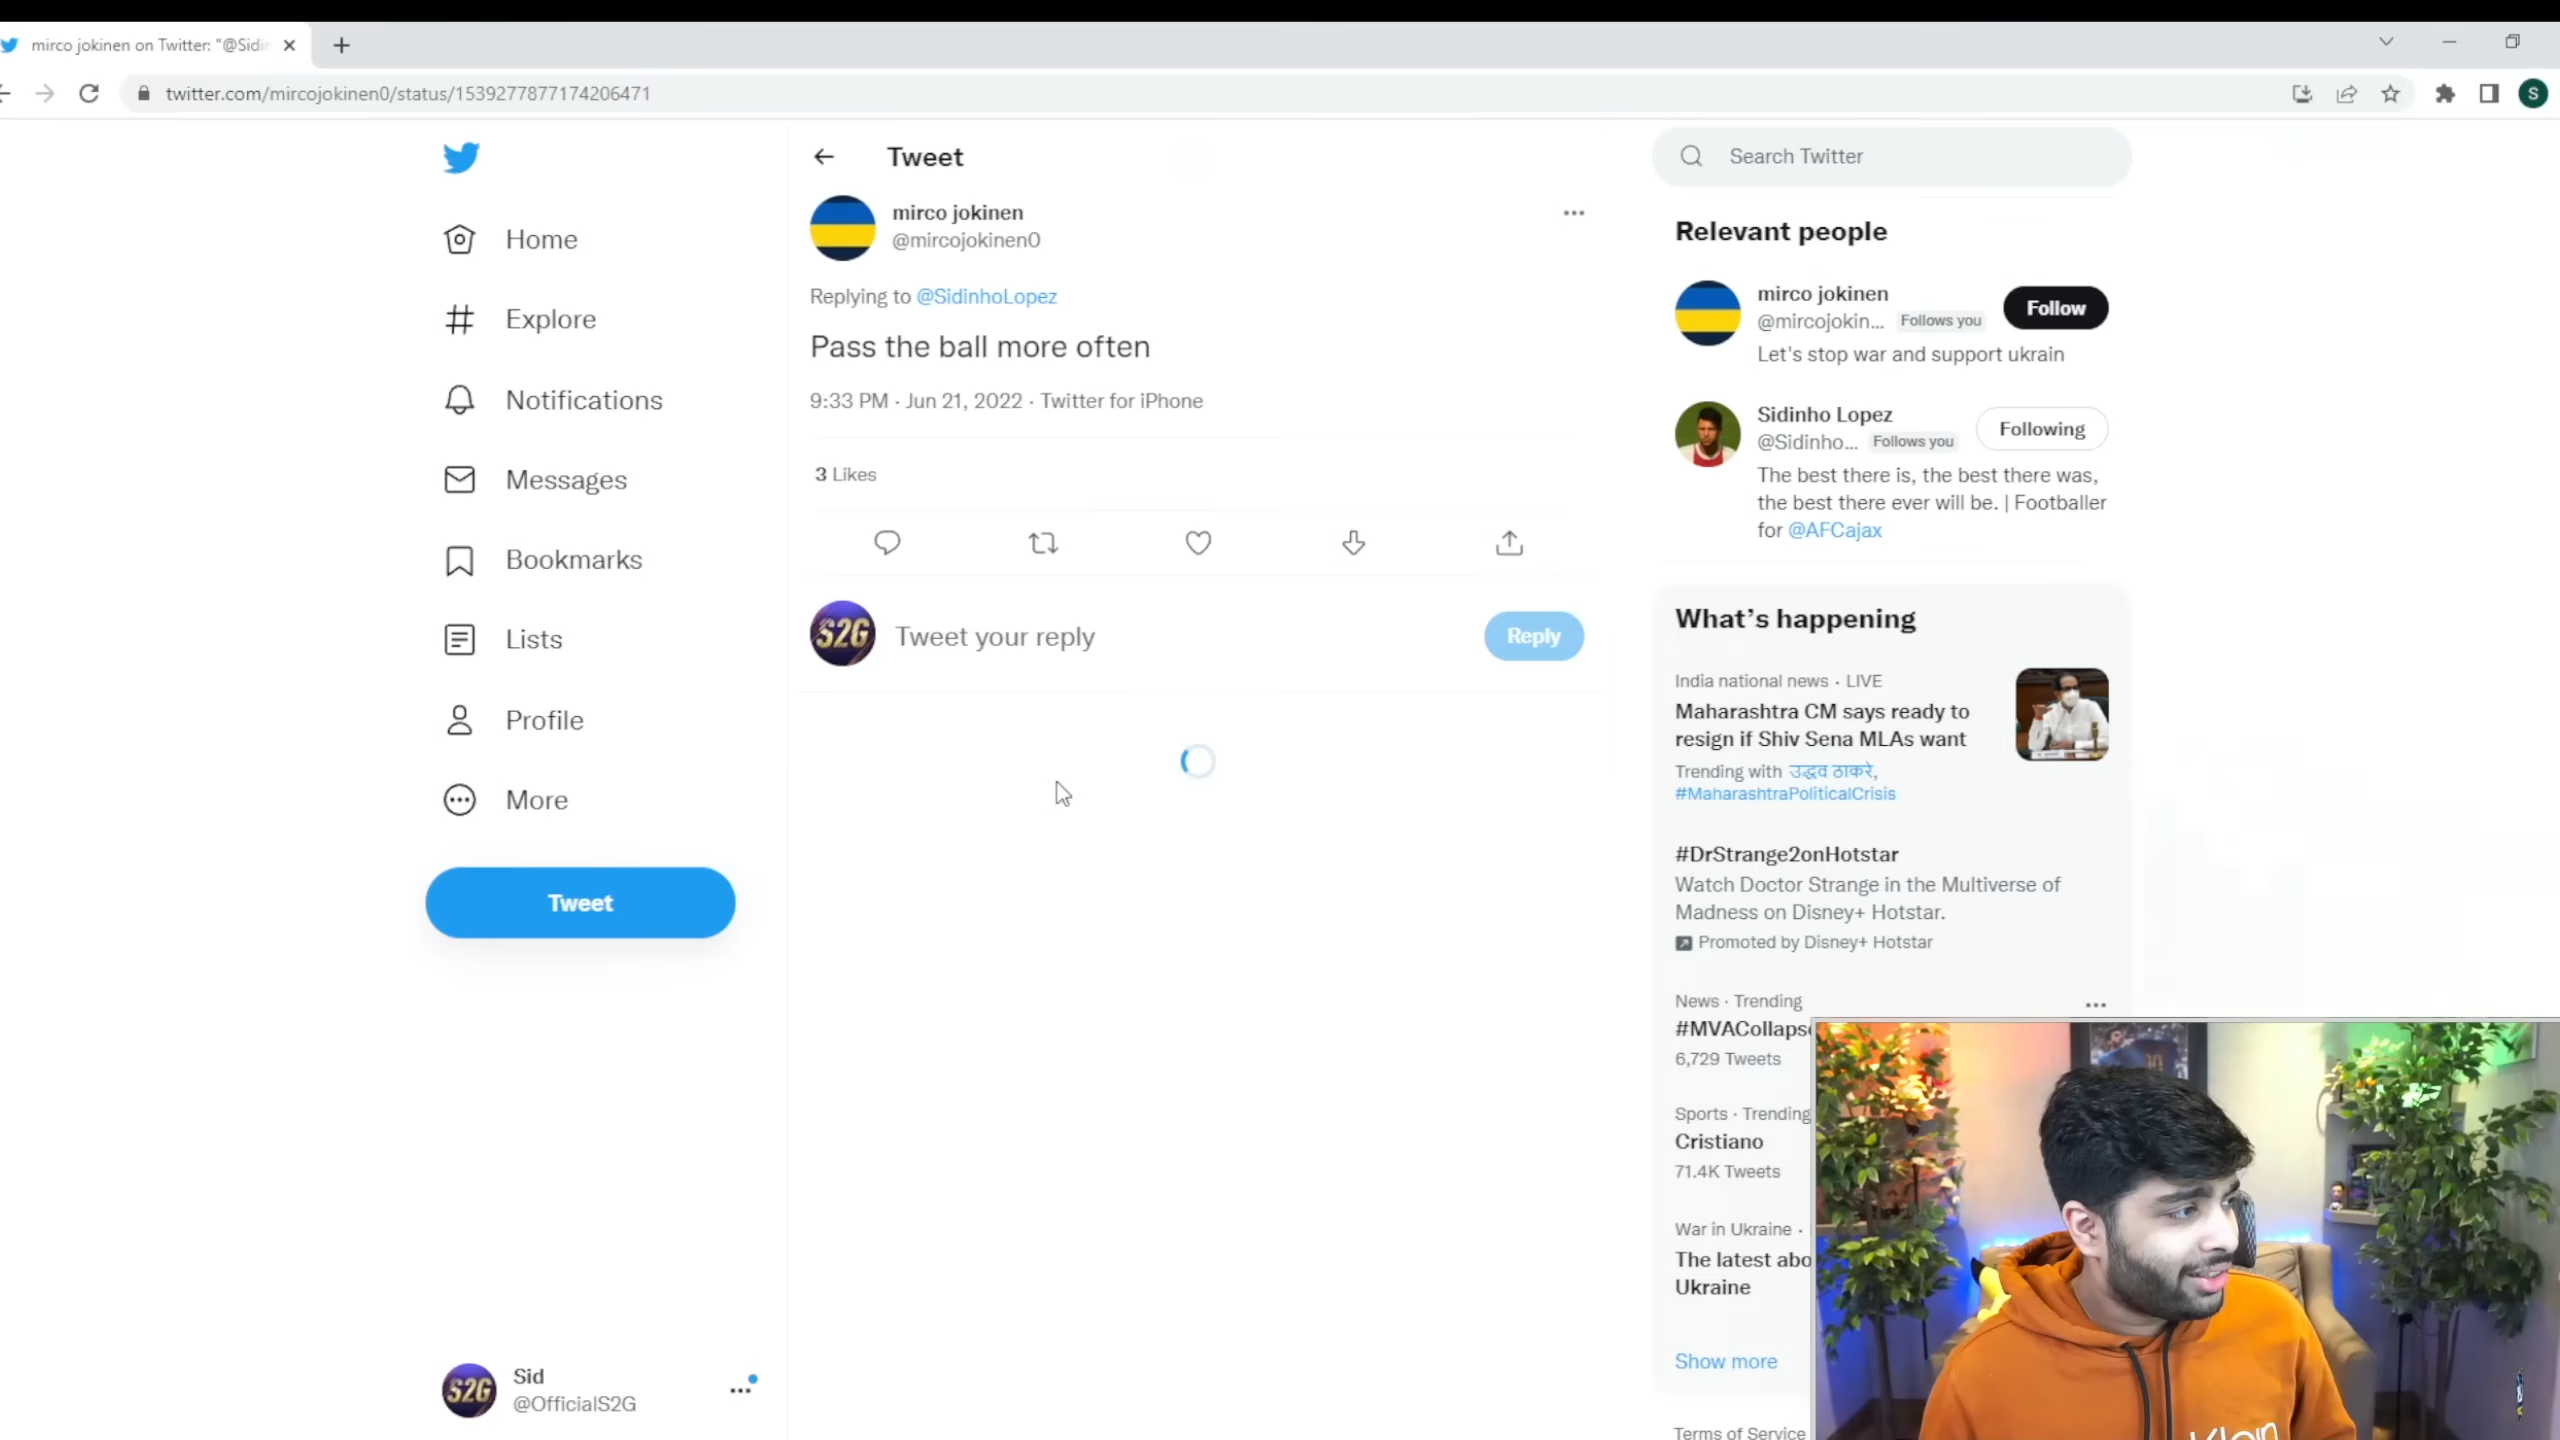 mirco jokinen on Twitter: "@Sidin
twitter.com/mircojokinen0/status/1539277877174206471
S
Home
Explore
Notifications
Messages
Bookmarks
Lists
Profile
More
Tweet
S2G
Sid
@OfficialS2G
Tweet
mirco jokinen
@mircojokinen0
Replying to @SidinhoLopez
Pass the ball more often
9:33 PM · Jun 21, 2022 · Twitter for iPhone
3 Likes
S2G
Tweet your reply
Reply
Search Twitter
Relevant people
mirco jokinen
@mircojokin... Follows you
Follow
Let's stop war and support ukrain
Sidinho Lopez
@Sidinho... Follows you
Following
The best there is, the best there was,
the best there ever will be. | Footballer
for @AFCajax
What's happening
India national news · LIVE
Maharashtra CM says ready to
resign if Shiv Sena MLAs want
Trending with उद्धव ठाकरे,
#MaharashtraPoliticalCrisis
#DrStrange2onHotstar
Watch Doctor Strange in the Multiverse of
Madness on Disney+ Hotstar.
Promoted by Disney+ Hotstar
News · Trending
#MVACollaps
6,729 Tweets
Sports · Trending
Cristiano
71.4K Tweets
War in Ukraine ·
The latest abo
Ukraine
Show more
Terms of Service